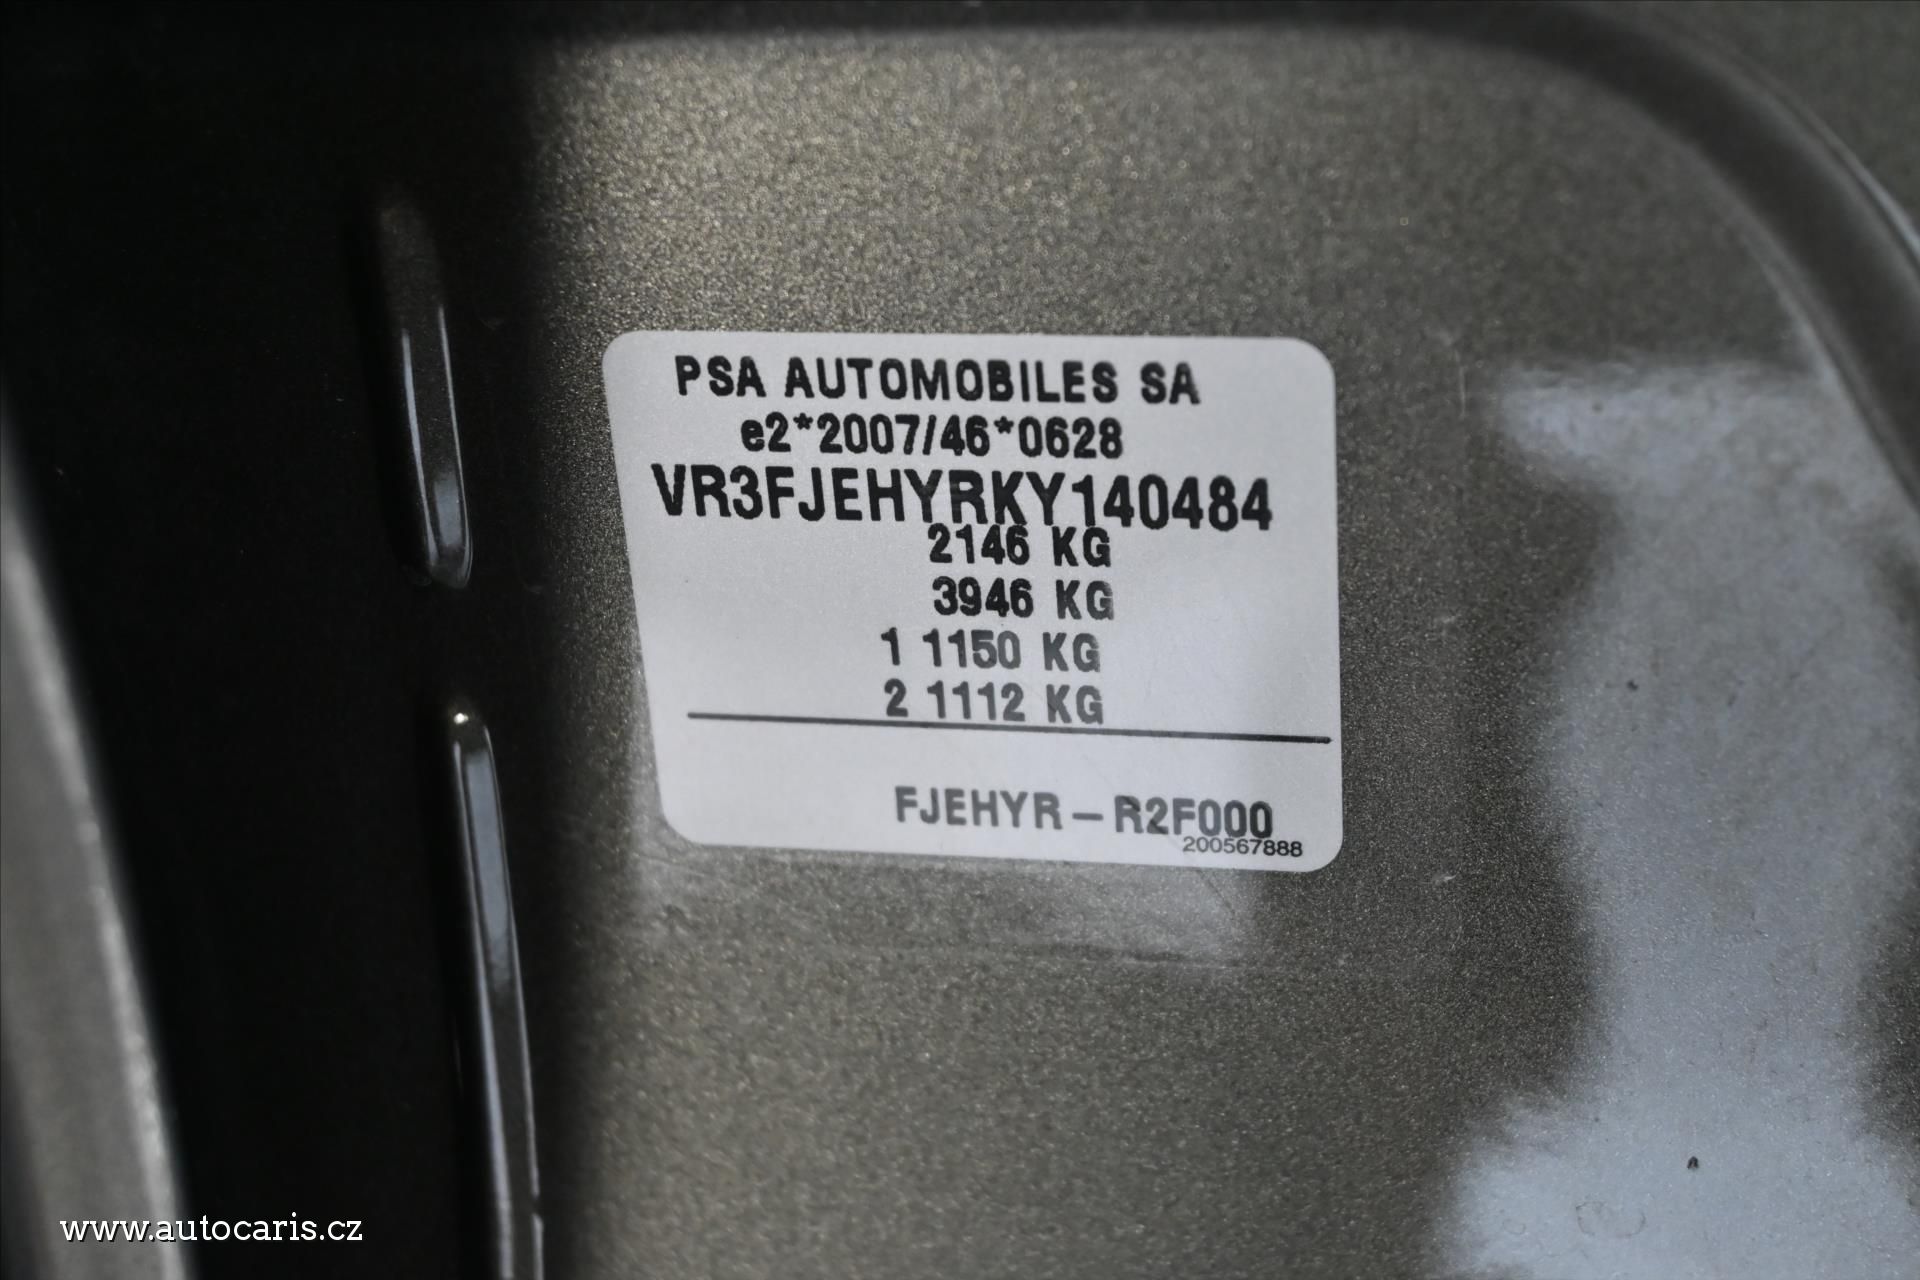 PSA AUTOMOBILES SA
e2*2007/46*0628
VR3FJEHYRKY140484
2146 KG
3946 KG
1 1150 KG
2 1112 KG
FJEHYR – R2F000
200567888
www.autocaris.cz